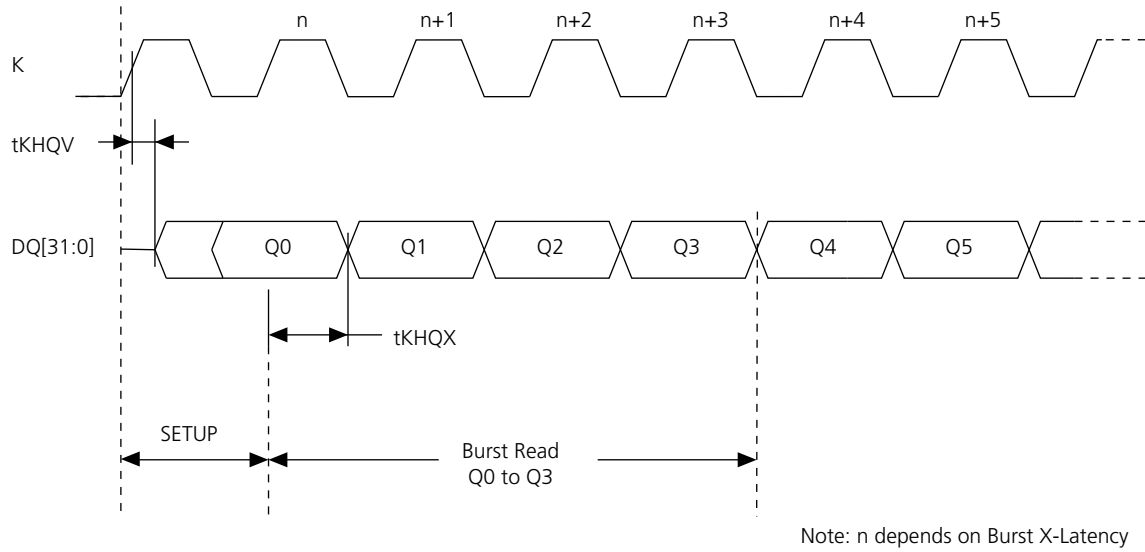 n n+1 n+2 n+3 n+4 n+5
K
tKHQV
DQ[31:0] Q0 Q1 Q2 Q3 Q4 Q5
tKHQX
SETUP
Burst Read
Q0 to Q3
Note: n depends on Burst X-Latency